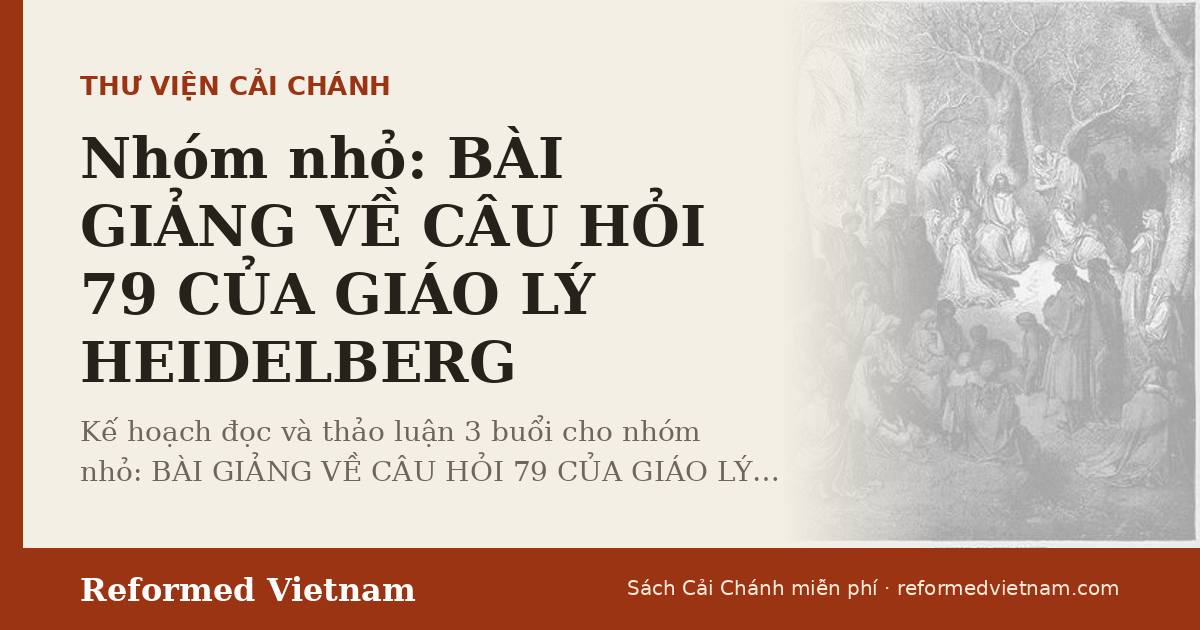 THƯ VIỆN CẢI CHÁNH
Nhóm nhỏ: BÀI
GIẢNG VỀ CÂU HỎI
79 CỦA GIÁO LÝ
HEIDELBERG
Kế hoạch đọc và thảo luận 3 buổi cho nhóm
nhỏ: BÀI GIẢNG VỀ CÂU HỎI 79 CỦA GIÁO LÝ…
Reformed Vietnam
Sách Cải Chánh miễn phí · reformedvietnam.com